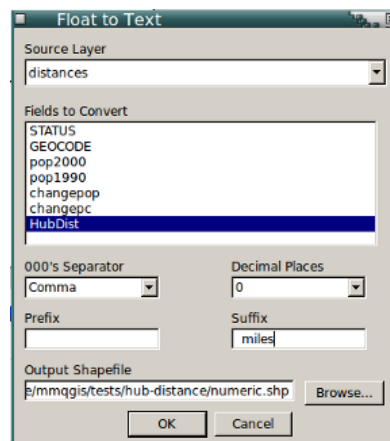 Float to Text
Source Layer
distances
Fields to Convert
STATUS
GEOCODE
pop2000
pop1990
changepop
changepc
HubDist
000's Separator
Decimal Places
Comma
0
Prefix
Suffix
miles
Output Shapefile
e/mmqgis/tests/hub-distance/numeric.shp
Browse...
OK
Cancel